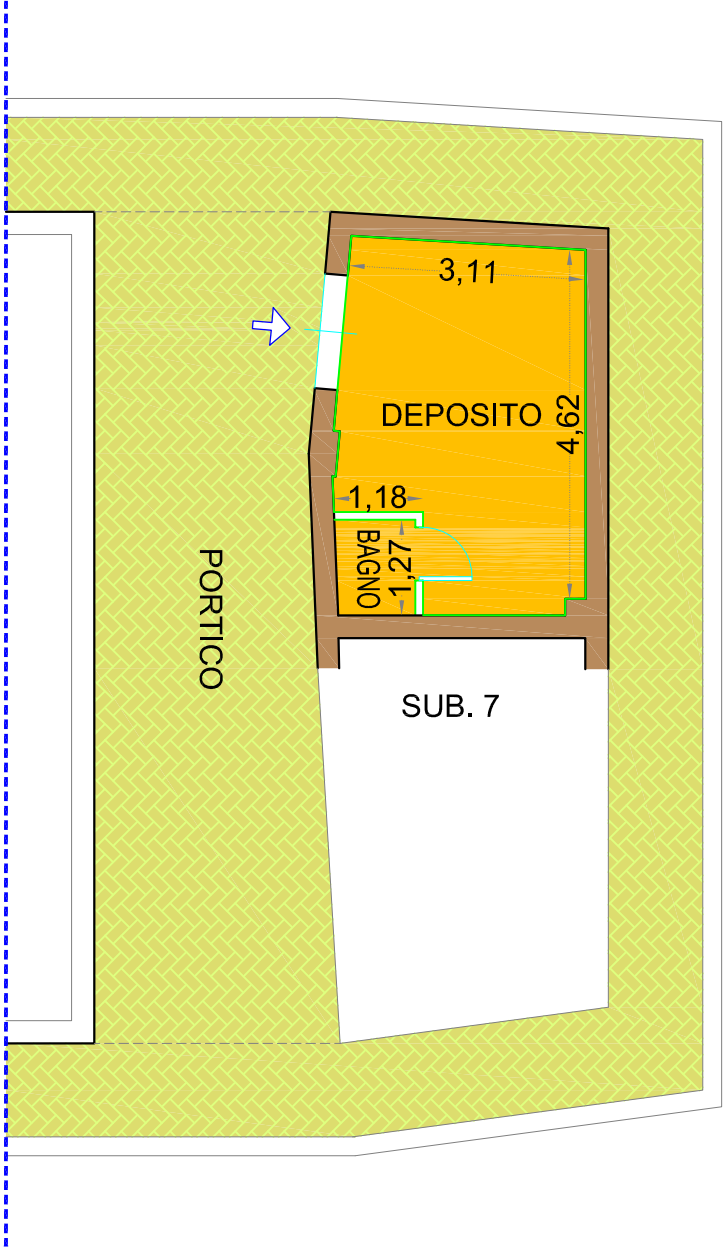 3,11
DEPOSITO
4,62
1,18
BAGNO
1,27
PORTICO
SUB. 7